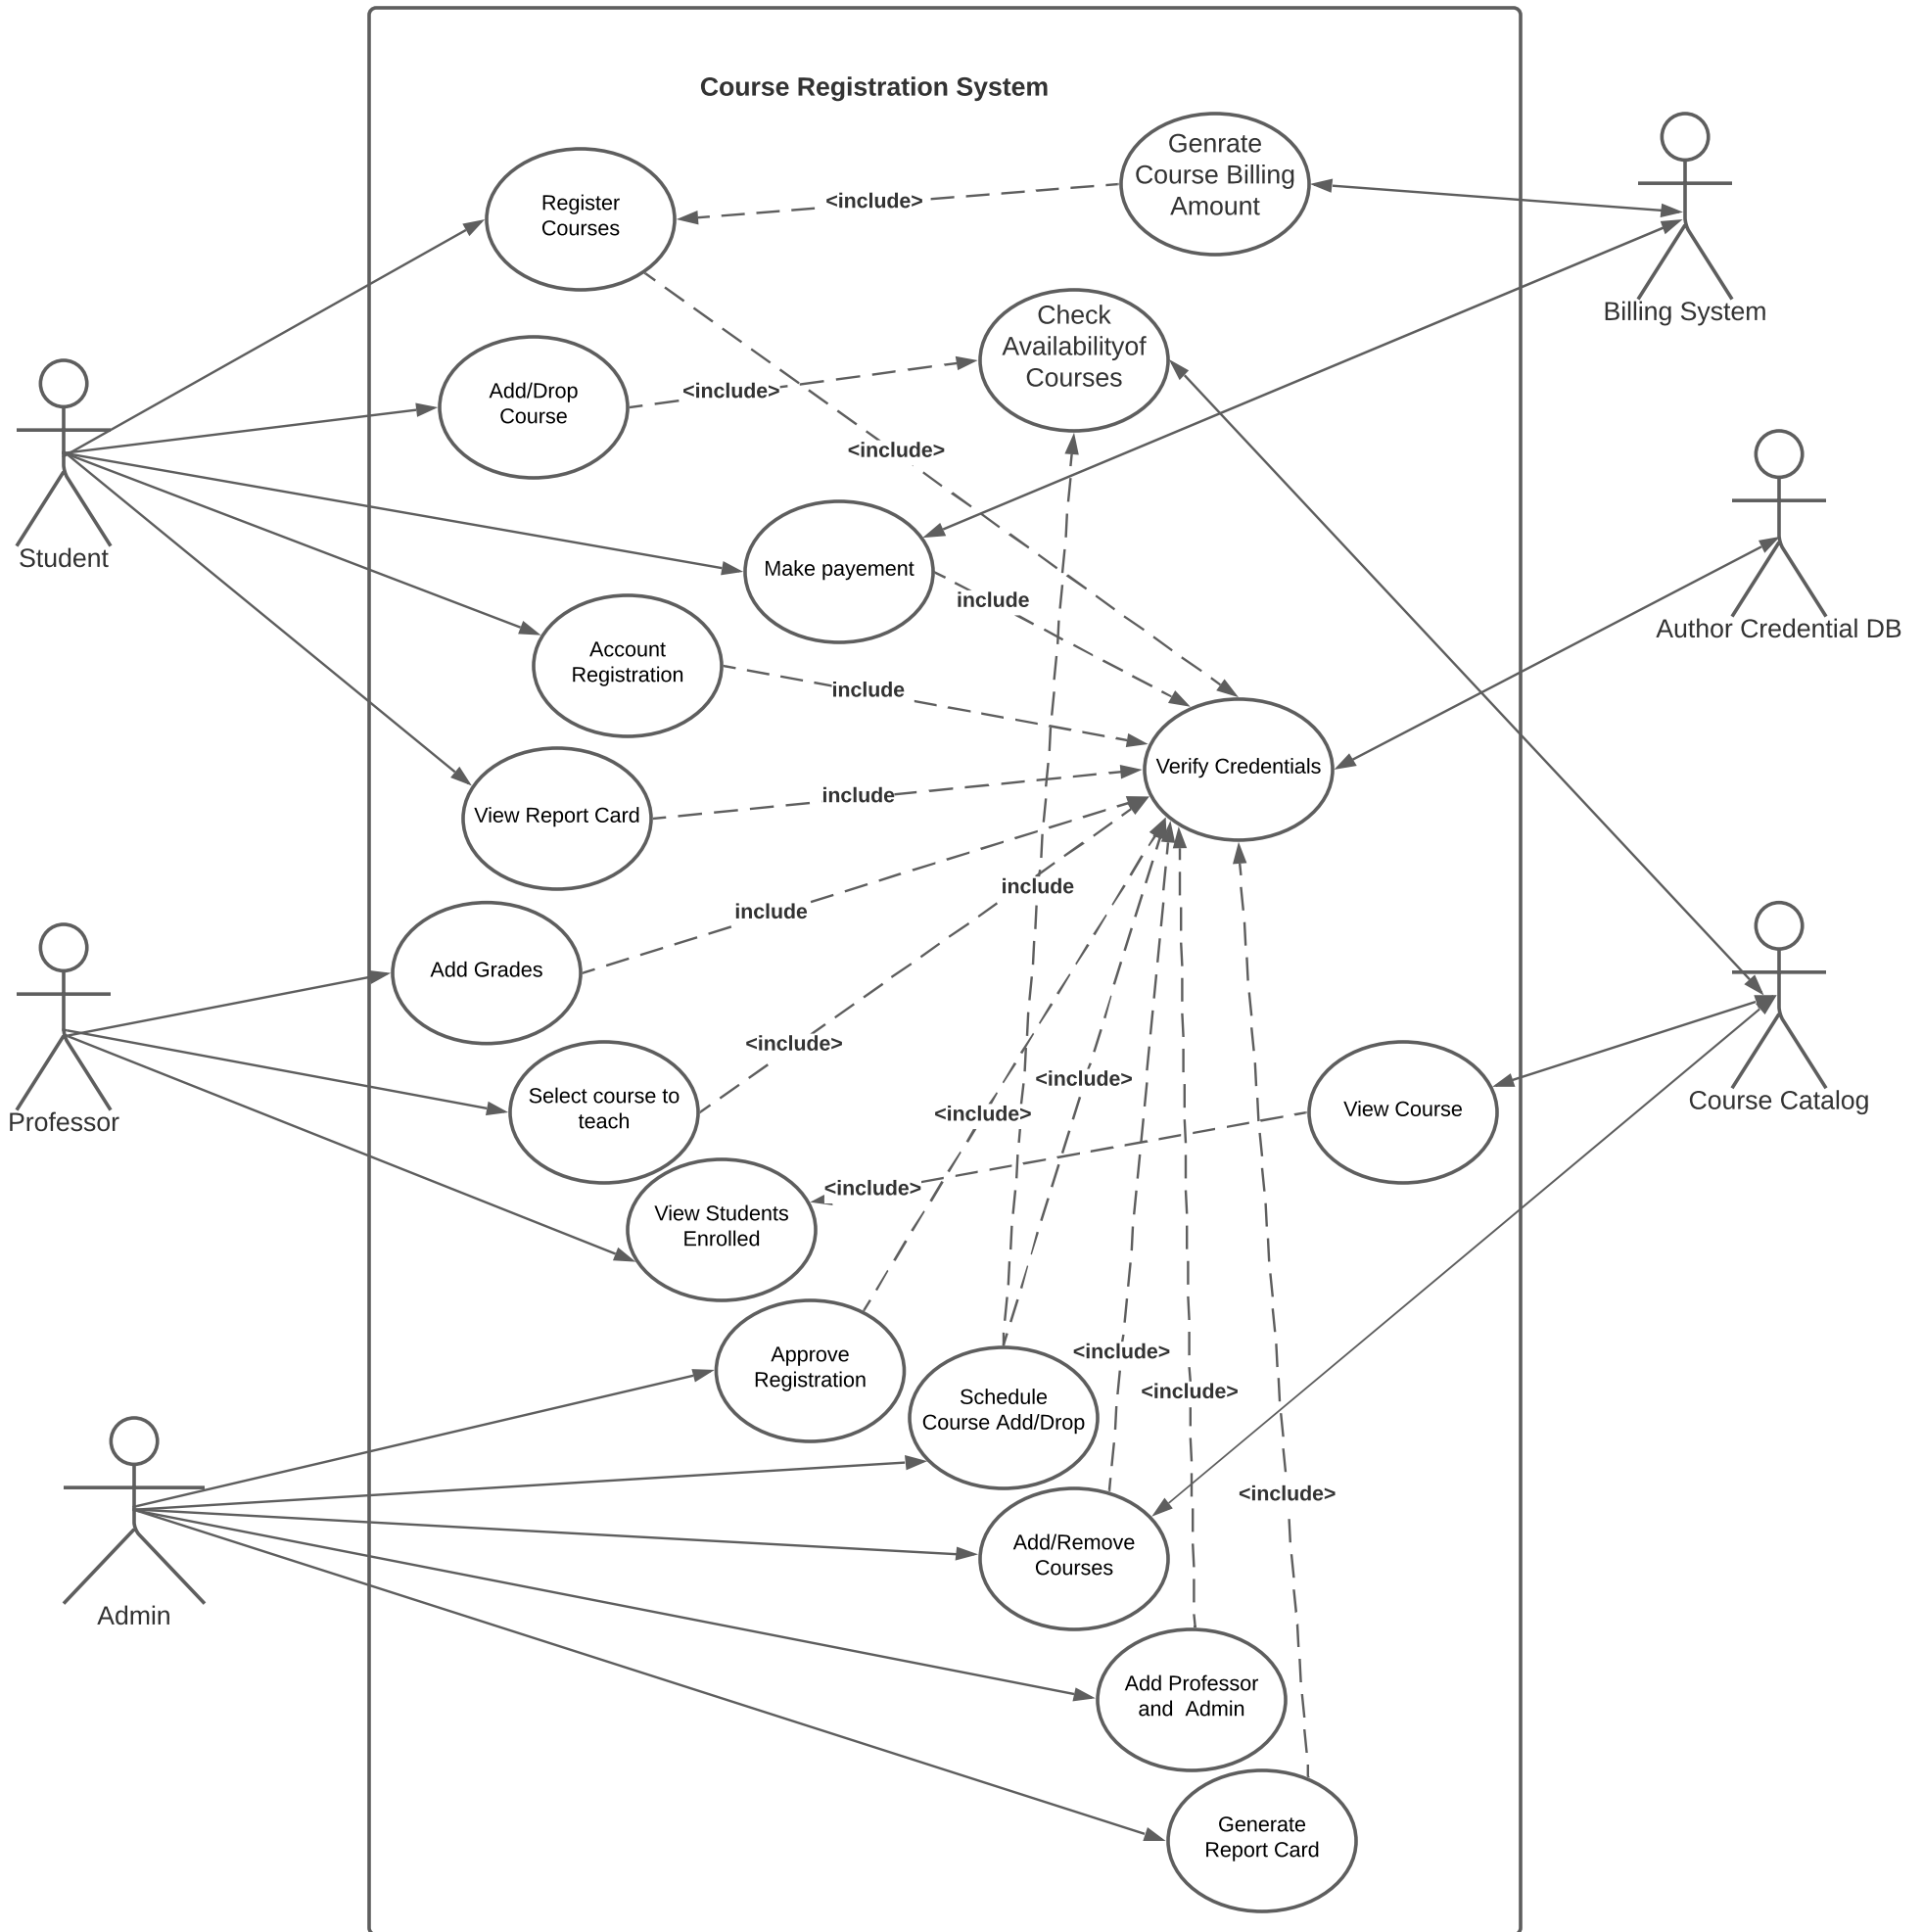 Course Registration System
Genrate
Course Billing
Amount
Register
Courses
<include>
Billing System
Check
Availabilityof
Courses
Add/Drop
Course
<include>
<include>
Student
Make payement
include
Author Credential DB
Account
Registration
include
Verify Credentials
View Report Card
include
include
include
Add Grades
Professor
Select course to
teach
<include>
<include>
<include>
View Course
Course Catalog
<include>
View Students
Enrolled
Approve
Registration
<include>
<include>
Schedule
Course Add/Drop
<include>
Add/Remove
Courses
Admin
Add Professor
and  Admin
Generate
Report Card